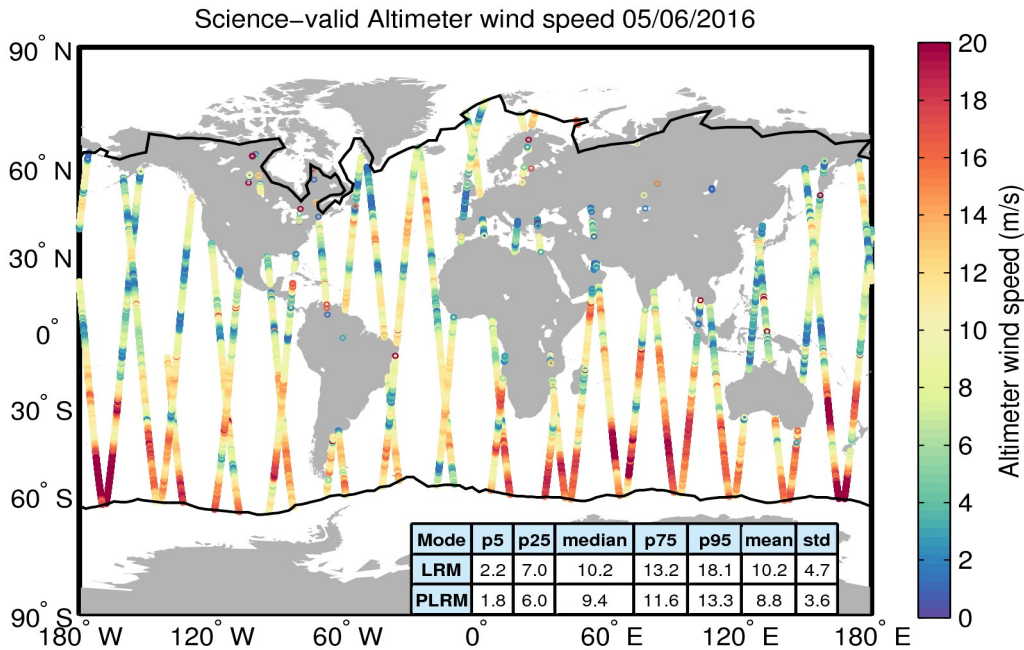 Science−valid Altimeter wind speed 05/06/2016
90° N
60° N
30° N
0°
30° S
60° S
90° S
180° W
120° W
60° W
0°
60° E
120° E
180° E
Mode p5 p25 median p75 p95 mean std
LRM 2.2 7.0 10.2 13.2 18.1 10.2 4.7
PLRM 1.8 6.0 9.4 11.6 13.3 8.8 3.6
20
18
16
14
12
10
8
6
4
2
0
Altimeter wind speed (m/s)